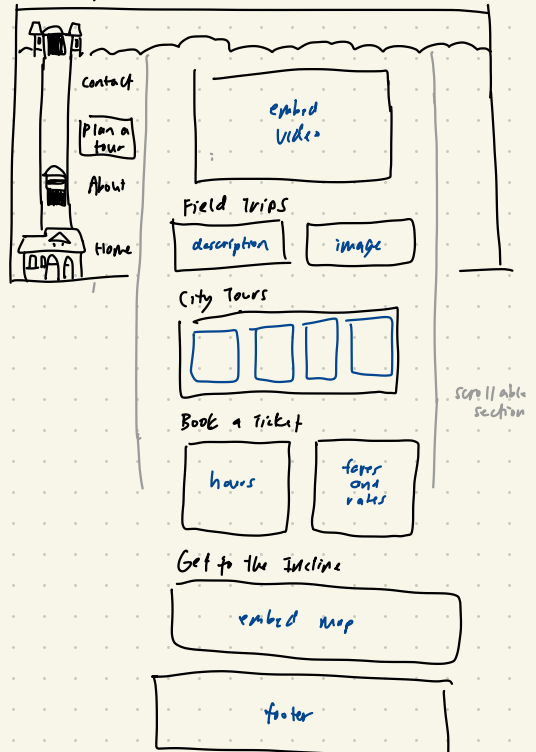 Contact
Plan a
tour
About
Home
embed
video
Field Trips
description
image
City Tours
scrollable
section
Book a Ticket
hours
fares
and
rates
Get to the Incline
embed map
footer